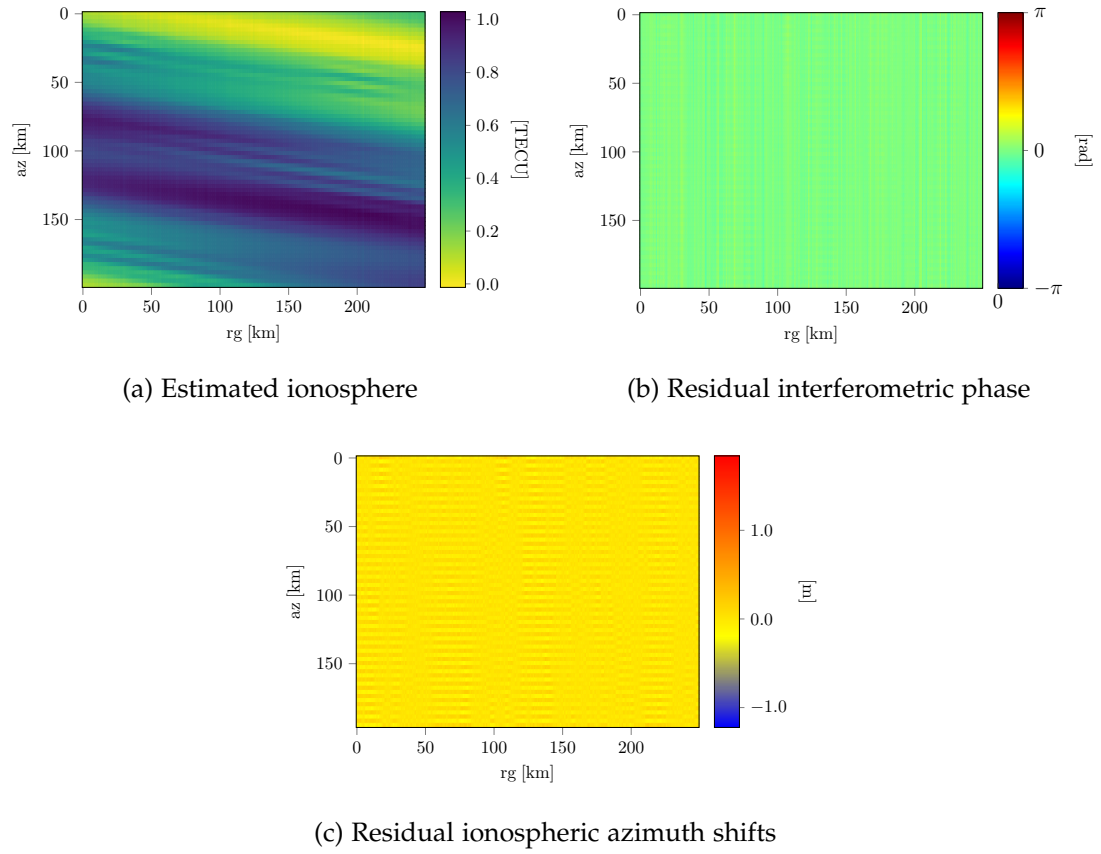 0
50
100
150
az [km]
0 50 100 150 200
rg [km]
1.0
0.8
0.6
0.4
0.2
0.0
[TECU]
(a) Estimated ionosphere
0
50
100
150
az [km]
0 50 100 150 200
rg [km]
π
0
−π
0
[rad]
(b) Residual interferometric phase
0
50
100
150
az [km]
0 50 100 150 200
rg [km]
1.0
0.0
−1.0
[m]
(c) Residual ionospheric azimuth shifts